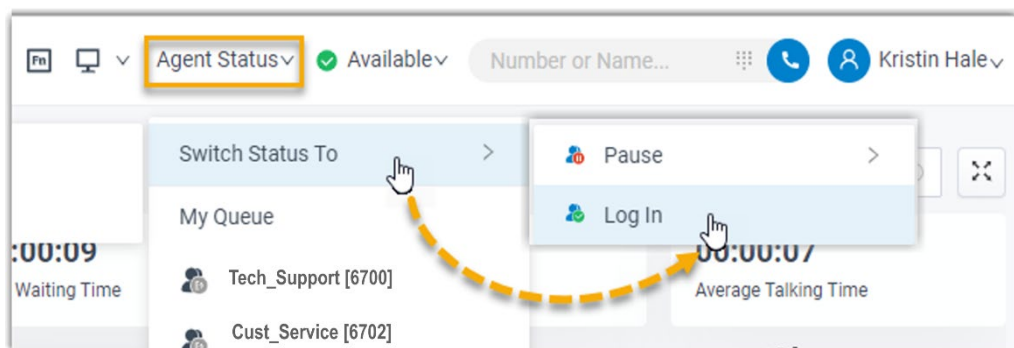 Fn
Agent Status
Available
Number or Name...
Kristin Hale
Switch Status To
Pause
My Queue
Log In
:00:09
Waiting Time
Tech_Support [6700]
Cust_Service [6702]
00:00:07
Average Talking Time